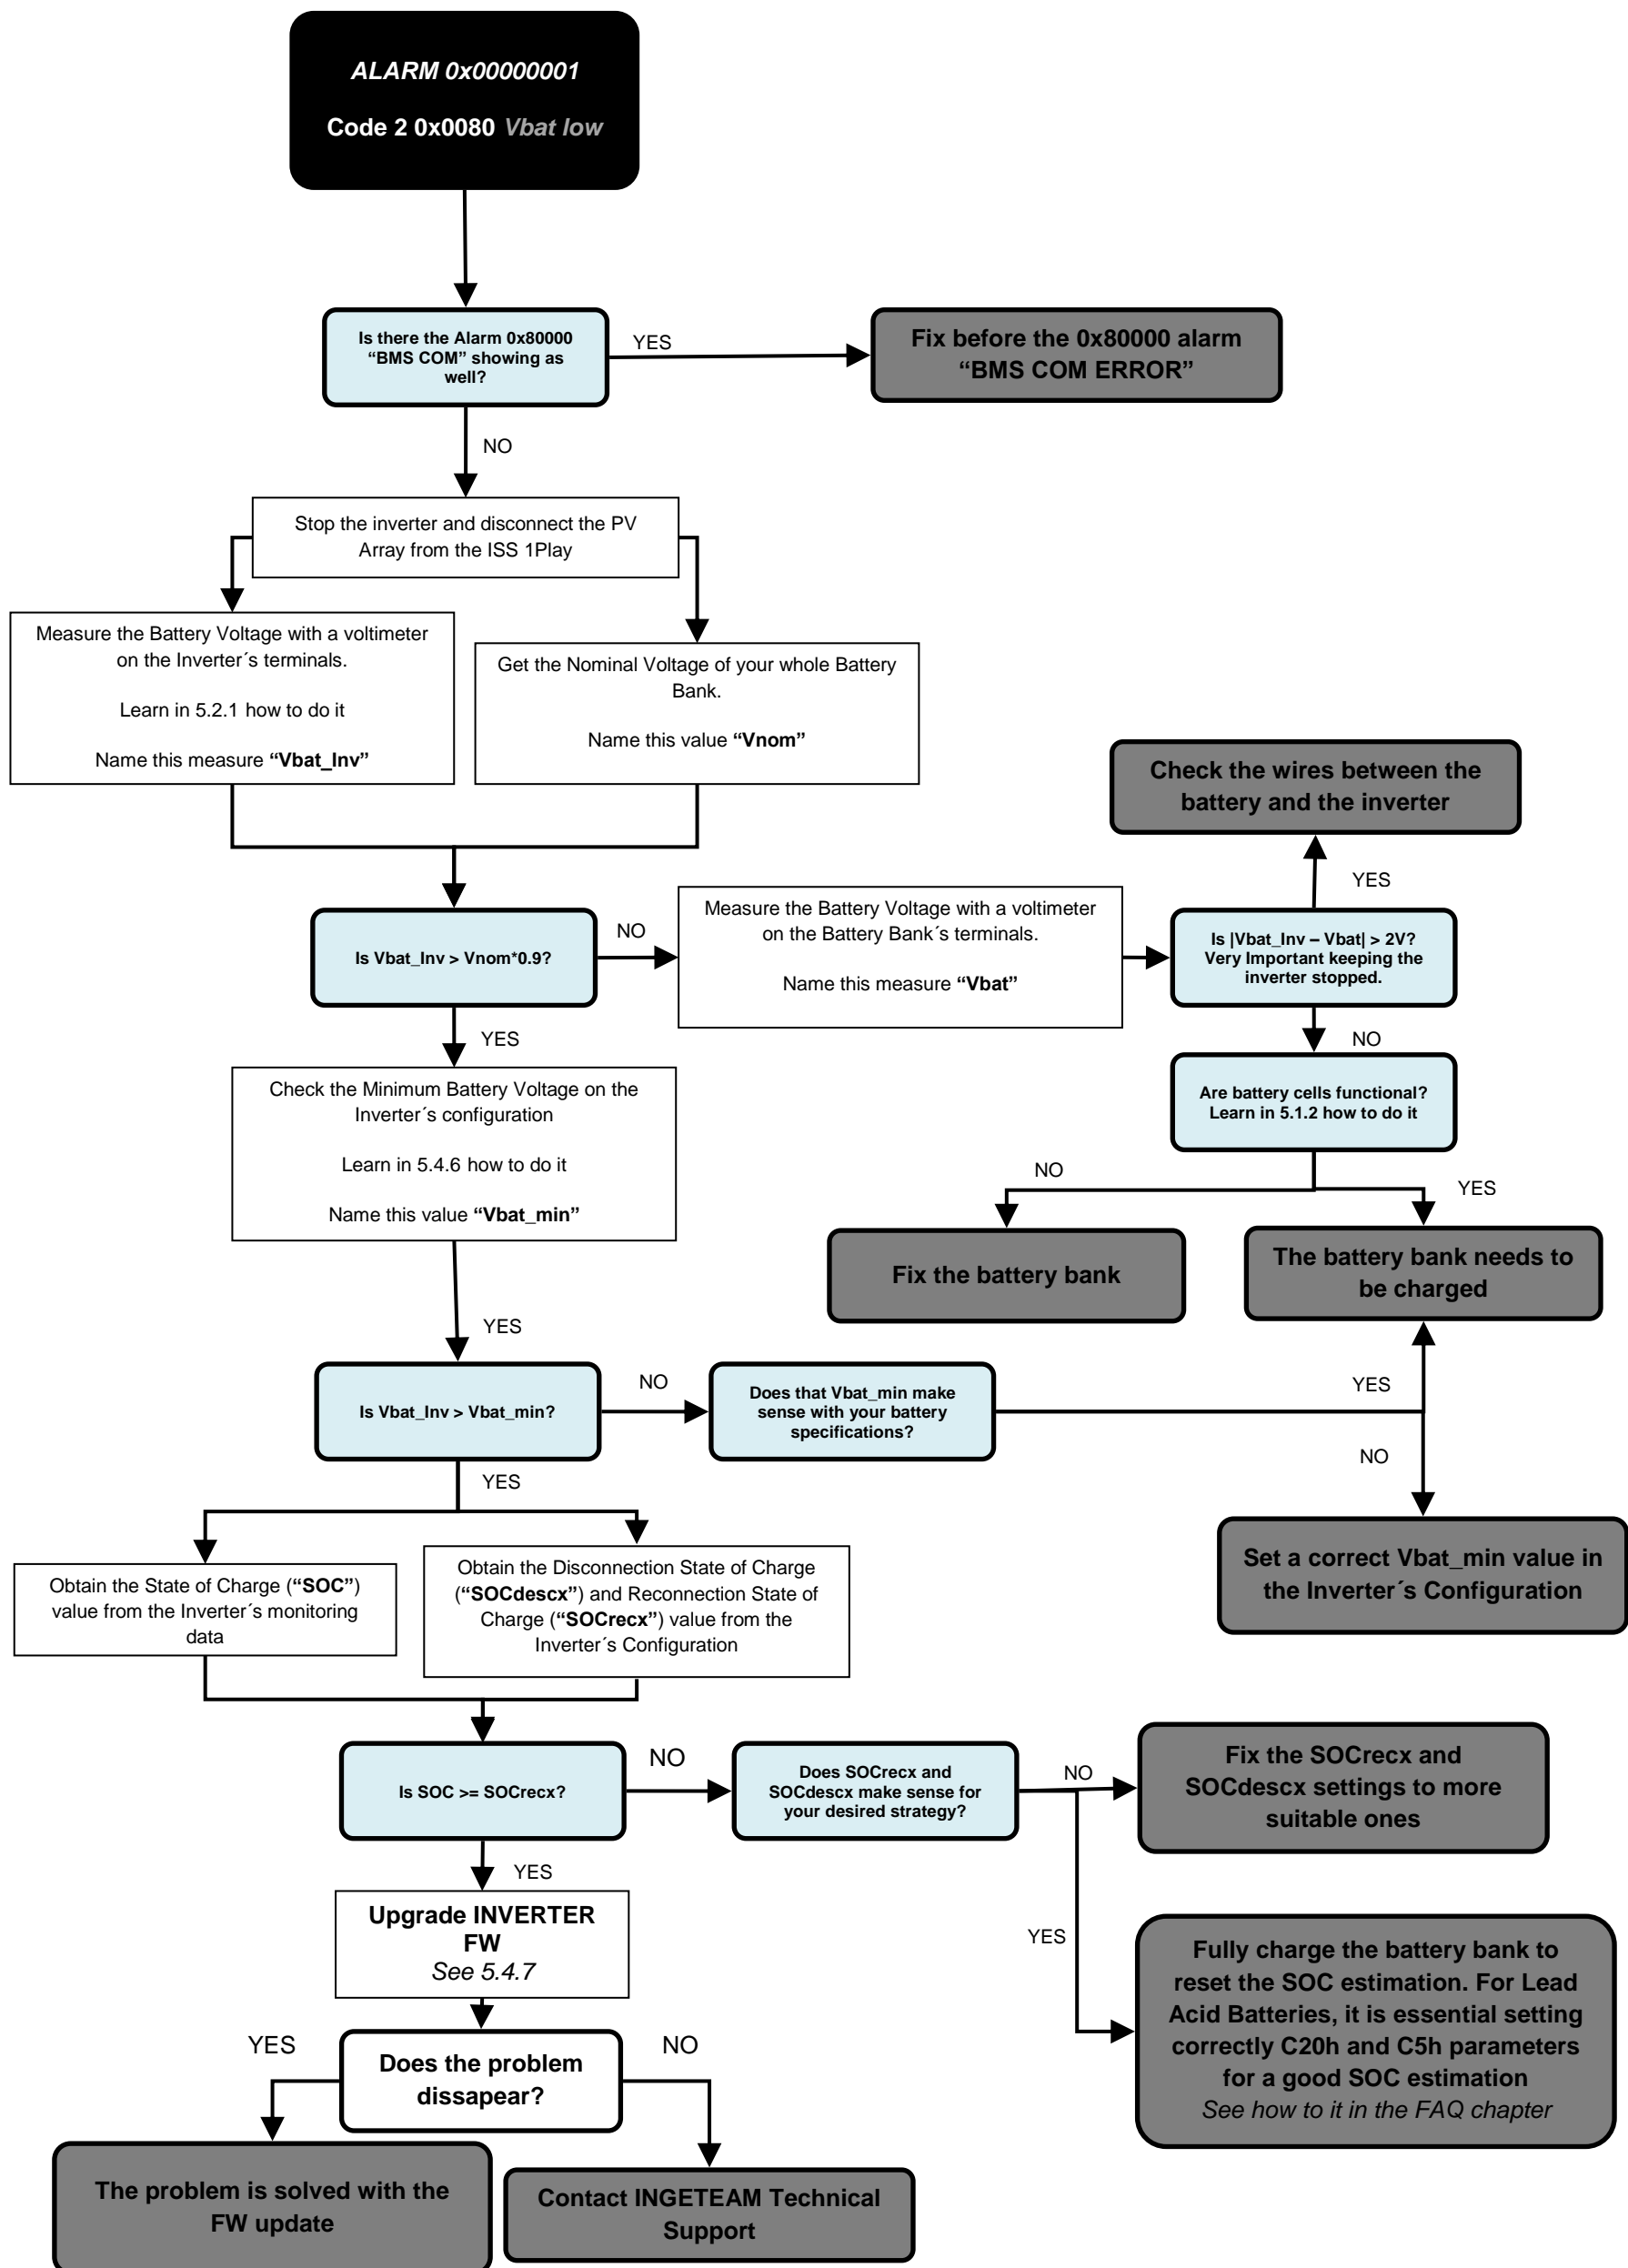 ALARM 0x00000001
Code 2 0x0080 Vbat low
Is there the Alarm 0x80000
“BMS COM” showing as
well?
YES
Fix before the 0x80000 alarm
“BMS COM ERROR”
NO
Stop the inverter and disconnect the PV
Array from the ISS 1Play
Measure the Battery Voltage with a voltimeter
on the Inverter´s terminals.
Learn in 5.2.1 how to do it
Name this measure “Vbat_Inv”
Get the Nominal Voltage of your whole Battery
Bank.
Name this value “Vnom”
Check the wires between the
battery and the inverter
YES
Is Vbat_Inv > Vnom*0.9?
NO
Measure the Battery Voltage with a voltimeter
on the Battery Bank´s terminals.
Name this measure “Vbat”
Is |Vbat_Inv – Vbat| > 2V?
Very Important keeping the
inverter stopped.
YES
NO
Check the Minimum Battery Voltage on the
Inverter´s configuration
Learn in 5.4.6 how to do it
Name this value “Vbat_min”
Are battery cells functional?
Learn in 5.1.2 how to do it
NO
YES
Fix the battery bank
The battery bank needs to
be charged
YES
Is Vbat_Inv > Vbat_min?
NO
Does that Vbat_min make
sense with your battery
specifications?
YES
NO
YES
Set a correct Vbat_min value in
the Inverter´s Configuration
Obtain the State of Charge (“SOC”)
value from the Inverter´s monitoring
data
Obtain the Disconnection State of Charge
(“SOCdescx”) and Reconnection State of
Charge (“SOCrecx”) value from the
Inverter´s Configuration
Is SOC >= SOCrecx?
NO
Does SOCrecx and
SOCdescx make sense for
your desired strategy?
NO
Fix the SOCrecx and
SOCdescx settings to more
suitable ones
YES
Upgrade INVERTER
FW
See 5.4.7
YES
Fully charge the battery bank to
reset the SOC estimation. For Lead
Acid Batteries, it is essential setting
correctly C20h and C5h parameters
for a good SOC estimation
See how to it in the FAQ chapter
YES
Does the problem
dissapear?
NO
The problem is solved with the
FW update
Contact INGETEAM Technical
Support